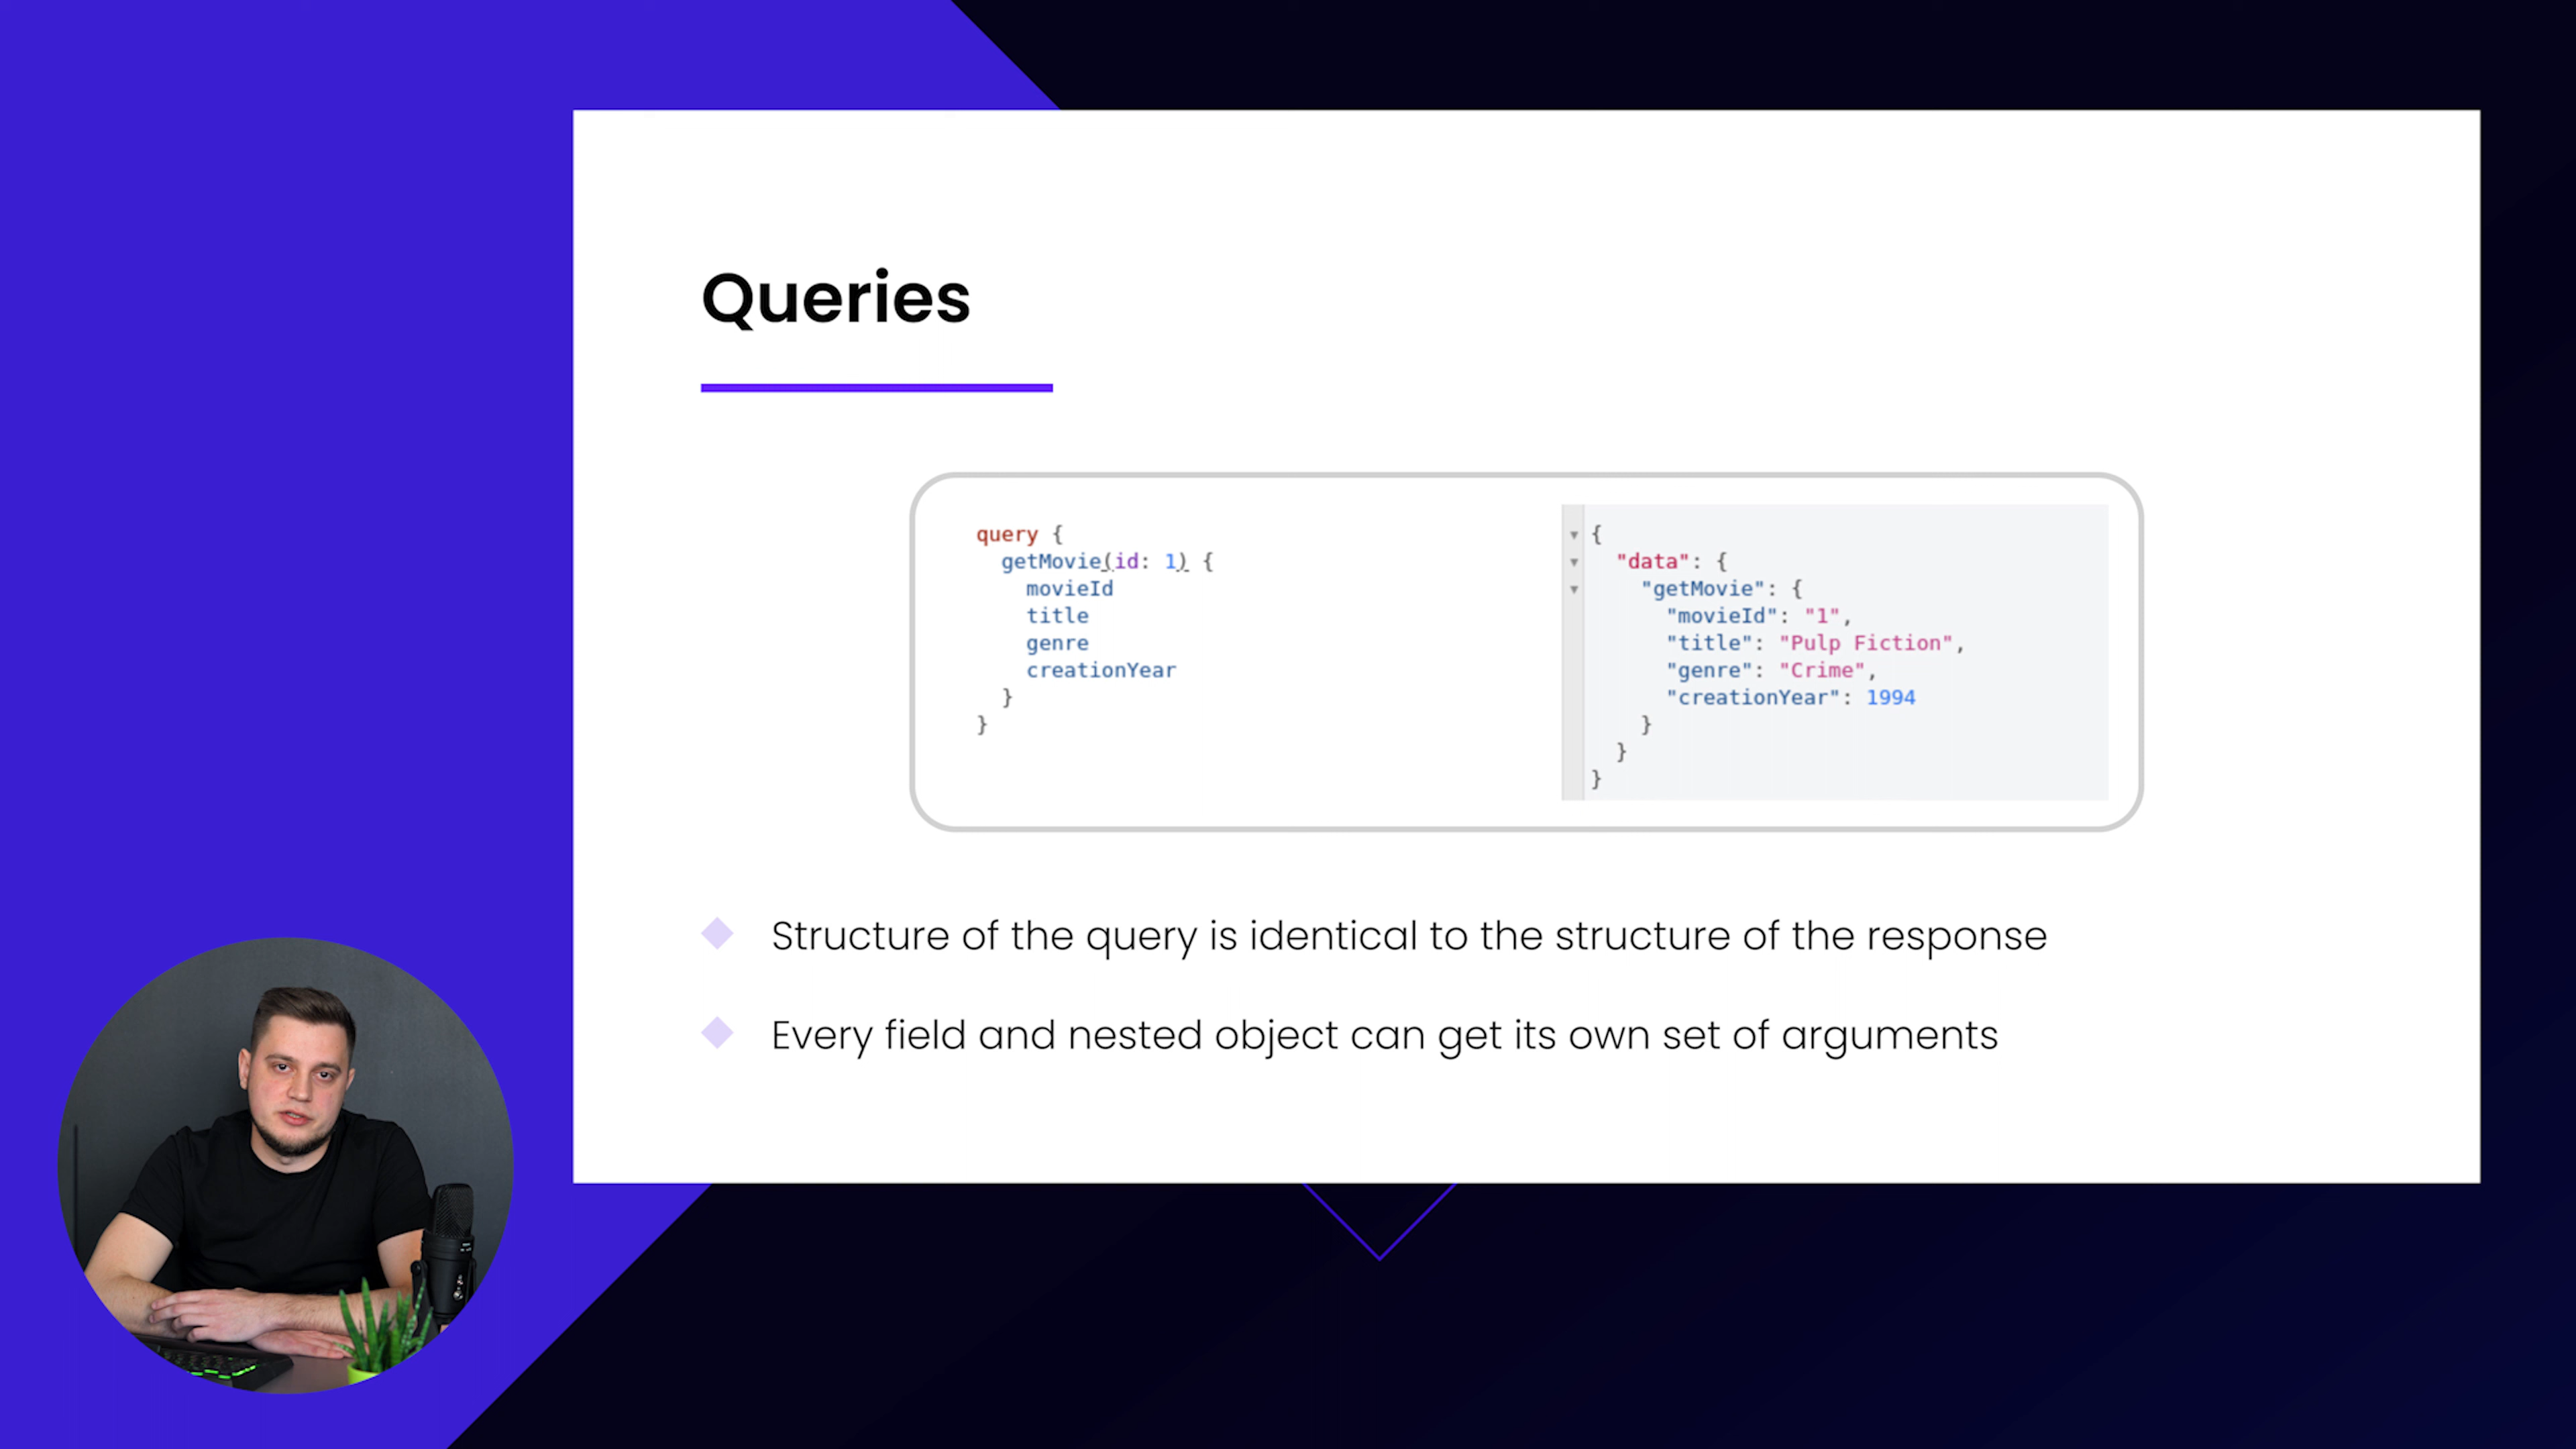 Queries
query {
getMovie(id: 1) {
movieId
title
genre
creationYear
}
}
{
"data": {
"getMovie": {
"movieId": "1",
"title": "Pulp Fiction",
"genre": "Crime",
"creationYear": 1994
}
}
}
Structure of the query is identical to the structure of the response
Every field and nested object can get its own set of arguments